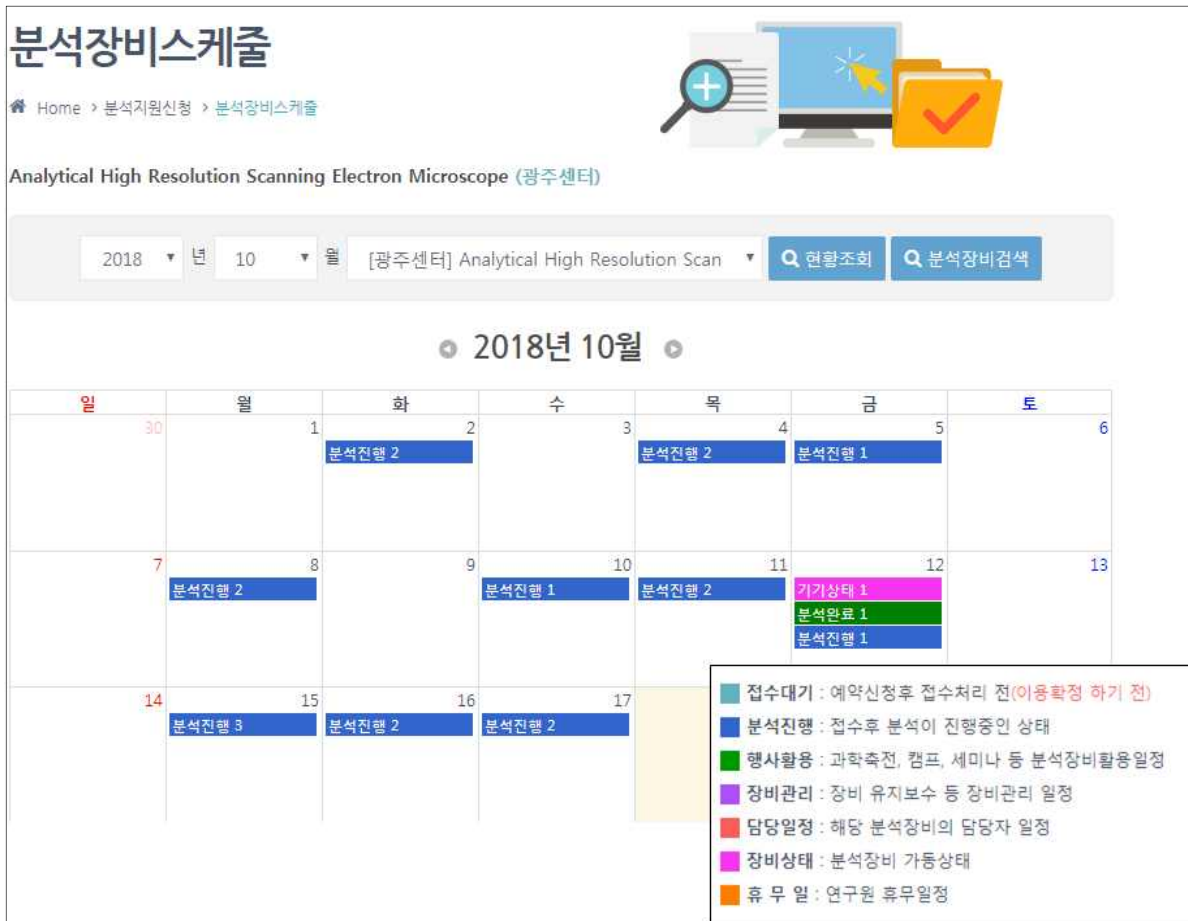 분석장비스케줄
Home > 분석지원신청 > 분석장비스케줄
Analytical High Resolution Scanning Electron Microscope (광주센터)
2018 년 10 월 [광주센터] Analytical High Resolution Scan 현황조회 분석장비검색
2018년 10월
일 월 화 수 목 금 토
30 1 2 3 4 5 6
분석진행 2 분석진행 2 분석진행 1
7 8 9 10 11 12 13
분석진행 2 분석진행 1 분석진행 2 기기상태 1
분석완료 1
분석진행 1
14 15 16 17
분석진행 3 분석진행 2 분석진행 2
접수대기 : 예약신청후 접수처리 전(이용확정 하기 전)
분석진행 : 접수후 분석이 진행중인 상태
행사활용 : 과학축전, 캠프, 세미나 등 분석장비활용일정
장비관리 : 장비 유지보수 등 장비관리 일정
담당일정 : 해당 분석장비의 담당자 일정
장비상태 : 분석장비 가동상태
휴 무 일 : 연구원 휴무일정